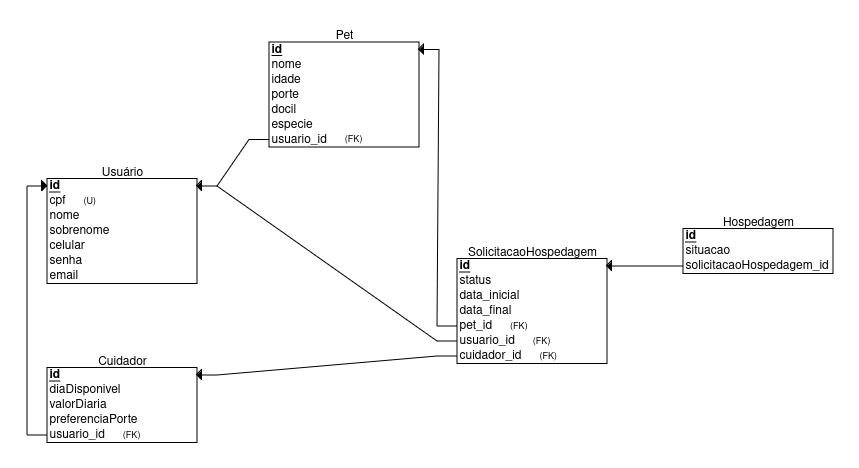 Pet
id
nome
idade
porte
docil
especie
usuario_id (FK)
Usuário
id
cpf (U)
nome
sobrenome
celular
senha
email
Hospedagem
id
situacao
solicitacaoHospedagem_id
SolicitacaoHospedagem
id
status
data_inicial
data_final
pet_id (FK)
usuario_id (FK)
cuidador_id (FK)
Cuidador
id
diaDisponivel
valorDiaria
preferenciaPorte
usuario_id (FK)